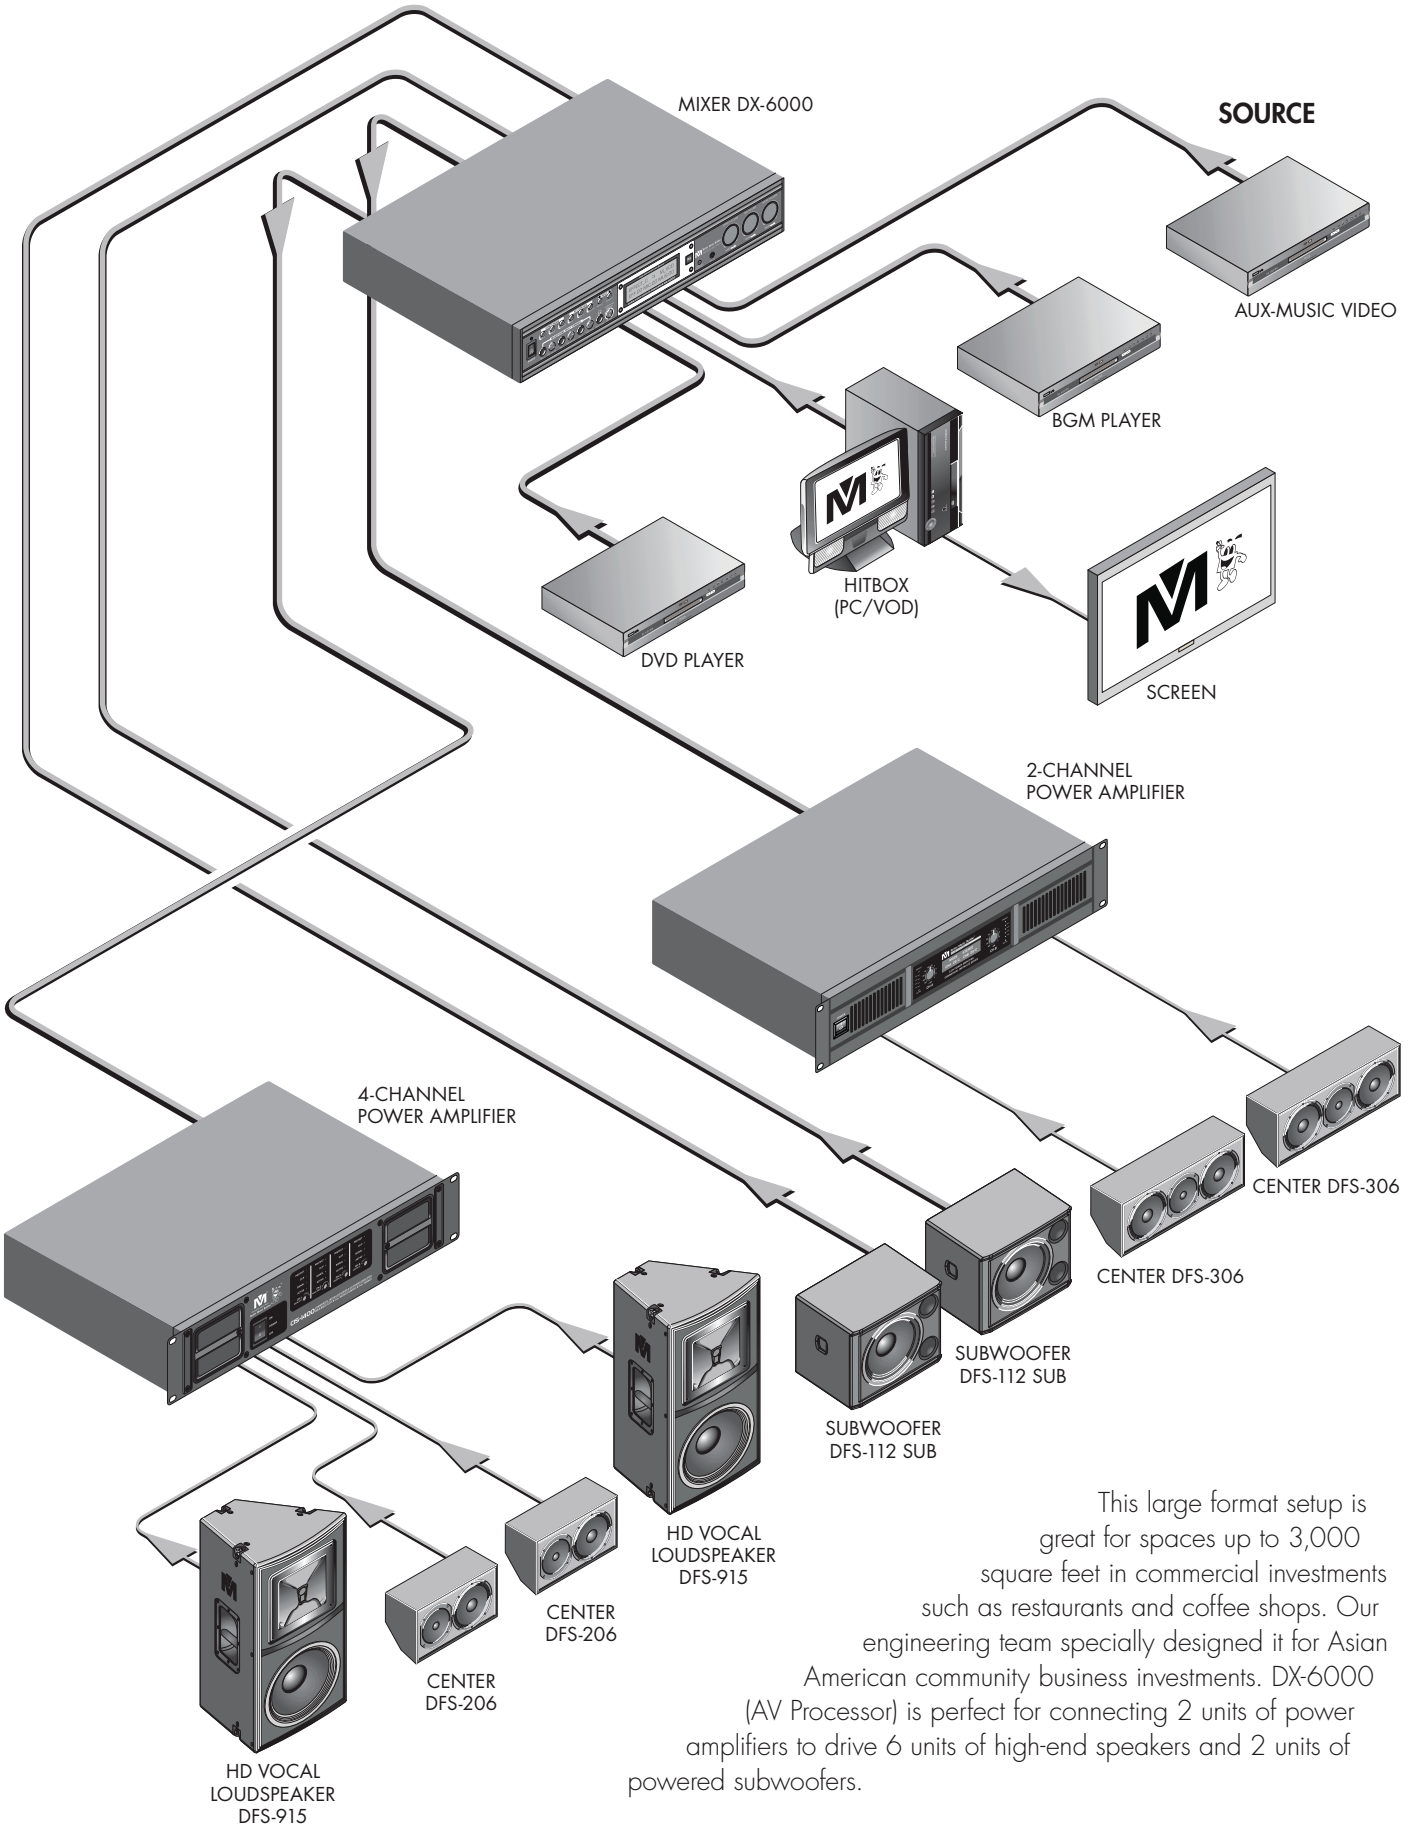 MIXER DX-6000
SOURCE
AUX-MUSIC VIDEO
BGM PLAYER
HITBOX
(PC/VOD)
DVD PLAYER
SCREEN
2-CHANNEL
POWER AMPLIFIER
4-CHANNEL
POWER AMPLIFIER
CENTER DFS-306
CENTER DFS-306
SUBWOOFER
DFS-112 SUB
SUBWOOFER
DFS-112 SUB
HD VOCAL
LOUDSPEAKER
DFS-915
CENTER
DFS-206
CENTER
DFS-206
HD VOCAL
LOUDSPEAKER
DFS-915
This large format setup is
great for spaces up to 3,000
square feet in commercial investments
such as restaurants and coffee shops. Our
engineering team specially designed it for Asian
American community business investments. DX-6000
(AV Processor) is perfect for connecting 2 units of power
amplifiers to drive 6 units of high-end speakers and 2 units of
powered subwoofers.